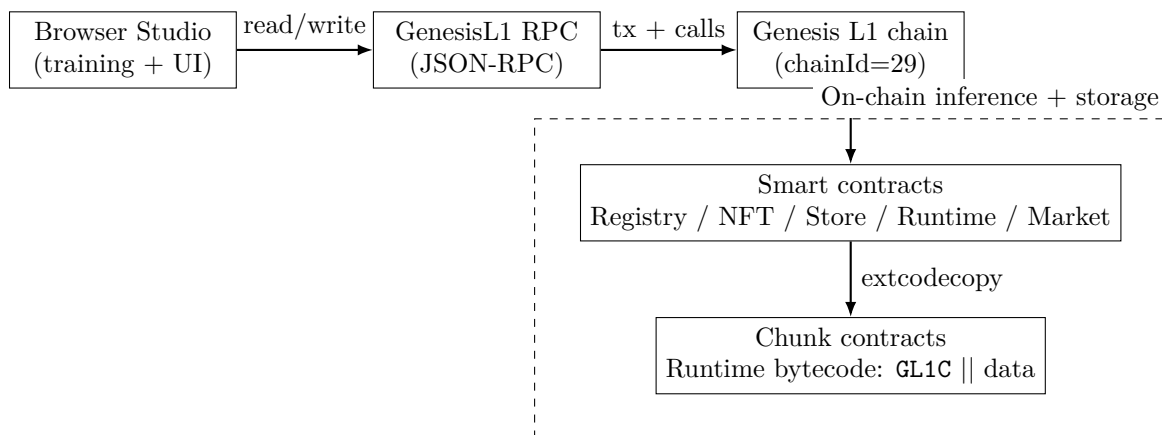 Browser Studio
(training + UI)
read/write
GenesisL1 RPC
(JSON-RPC)
tx + calls
Genesis L1 chain
(chainId=29)
On-chain inference + storage
Smart contracts
Registry / NFT / Store / Runtime / Market
extcodecopy
Chunk contracts
Runtime bytecode: GL1C || data